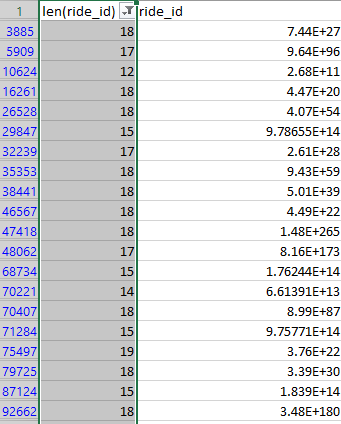 1 len(ride_id) ride_id
3885 18 7.44E+27
5909 17 9.64E+96
10624 12 2.68E+11
16261 18 4.47E+20
26528 18 4.07E+54
29847 15 9.78655E+14
32239 17 2.61E+28
35353 18 9.43E+59
38441 18 5.01E+39
46567 18 4.49E+22
47418 18 1.48E+265
48062 17 8.16E+173
68734 15 1.76244E+14
70221 14 6.61391E+13
70407 18 8.99E+87
71284 15 9.75771E+14
75497 19 3.76E+22
79725 18 3.39E+30
87124 15 1.839E+14
92662 18 3.48E+180